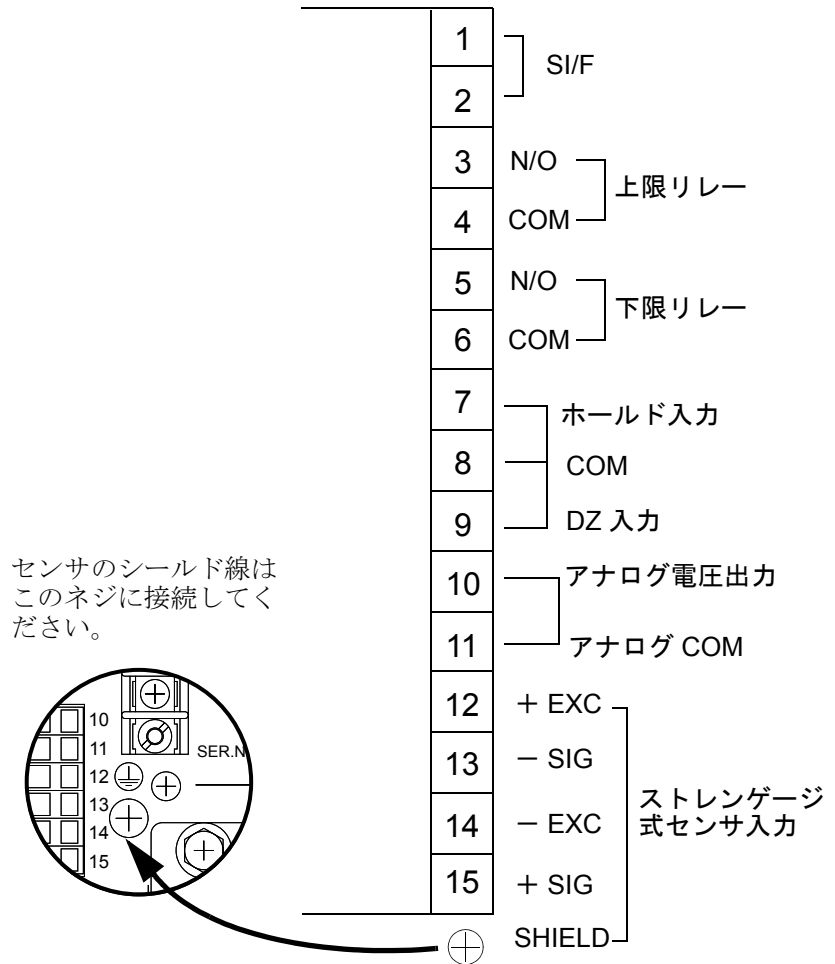 1
2
SI/F
3 N/O
4 COM
上限リレー
5 N/O
6 COM
下限リレー
7 ホールド入力
8 COM
9 DZ 入力
10 アナログ電圧出力
11 アナログ COM
12 ＋ EXC
13 － SIG
14 － EXC
15 ＋ SIG
SHIELD
ストレンゲージ
式センサ入力
センサのシールド線は
このネジに接続してく
ださい。
10
11
12
13
14
15
SER.N